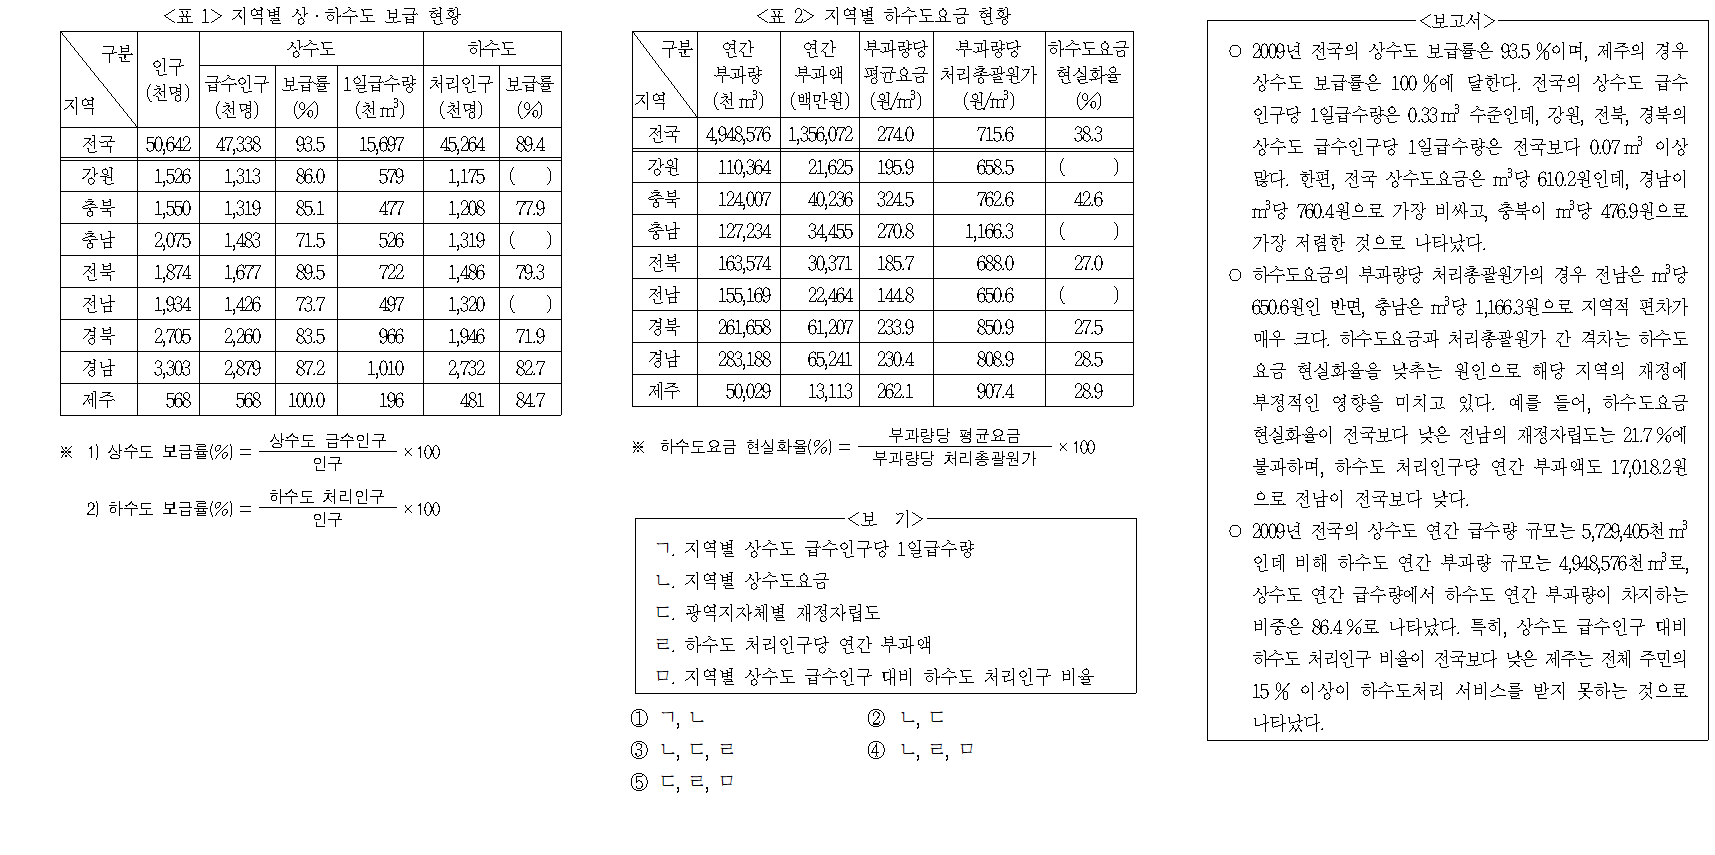 <표 1> 지역별 상·하수도 보급 현황
구분
지역
인구
(천명)
상수도
하수도
급수인구
(천명)
보급률
(%)
1일급수량
(천㎥)
처리인구
(천명)
보급률
(%)
전국 50,642 47,338 93.5 15,697 45,264 89.4
강원 1,526 1,313 86.0 579 1,175 ( )
충북 1,550 1,319 85.1 477 1,208 77.9
충남 2,075 1,483 71.5 526 1,319 ( )
전북 1,874 1,677 89.5 722 1,486 79.3
전남 1,934 1,426 73.7 497 1,320 ( )
경북 2,705 2,260 83.5 966 1,946 71.9
경남 3,303 2,879 87.2 1,010 2,732 82.7
제주 568 568 100.0 196 481 84.7
※ 1) 상수도 보급률(%) = 상수도 급수인구 / 인구 × 100
2) 하수도 보급률(%) = 하수도 처리인구 / 인구 × 100
<표 2> 지역별 하수도요금 현황
구분
지역
연간
부과량
(천㎥)
연간
부과액
(백만원)
부과량당
평균요금
(원/㎥)
부과량당
처리총괄원가
(원/㎥)
하수도요금
현실화율
(%)
전국 4,948,576 1,356,072 274.0 715.6 38.3
강원 110,364 21,625 195.9 658.5 ( )
충북 124,007 40,236 324.5 762.6 42.6
충남 127,234 34,455 270.8 1,166.3 ( )
전북 163,574 30,371 185.7 688.0 27.0
전남 155,169 22,464 144.8 650.6 ( )
경북 261,658 61,207 233.9 850.9 27.5
경남 283,188 65,241 230.4 808.9 28.5
제주 50,029 13,113 262.1 907.4 28.9
※ 하수도요금 현실화율(%) = 부과량당 평균요금 / 부과량당 처리총괄원가 × 100
<보 기>
ㄱ. 지역별 상수도 급수인구당 1일급수량
ㄴ. 지역별 상수도요금
ㄷ. 광역지자체별 재정자립도
ㄹ. 하수도 처리인구당 연간 부과액
ㅁ. 지역별 상수도 급수인구 대비 하수도 처리인구 비율
① ㄱ, ㄴ
② ㄴ, ㄷ
③ ㄴ, ㄷ, ㄹ
④ ㄴ, ㄹ, ㅁ
⑤ ㄷ, ㄹ, ㅁ
<보고서>
○ 2009년 전국의 상수도 보급률은 93.5%이며, 제주의 경우
상수도 보급률은 100%에 달한다. 전국의 상수도 급수
인구당 1일급수량은 0.33㎥ 수준인데, 강원, 전북, 경북의
상수도 급수인구당 1일급수량은 전국보다 0.07㎥ 이상
많다. 한편, 전국 상수도요금은 ㎥당 610.2원인데, 경남이
㎥당 760.4원으로 가장 비싸고, 충북이 ㎥당 476.9원으로
가장 저렴한 것으로 나타났다.
○ 하수도요금의 부과량당 처리총괄원가의 경우 전남은 ㎥당
650.6원인 반면, 충남은 ㎥당 1,166.3원으로 지역적 편차가
매우 크다. 하수도요금과 처리총괄원가 간 격차는 하수도
요금 현실화율을 낮추는 원인으로 해당 지역의 재정에
부정적인 영향을 미치고 있다. 예를 들어, 하수도요금
현실화율이 전국보다 낮은 전남의 재정자립도는 21.7%에
불과하며, 하수도 처리인구당 연간 부과액도 17,018.2원
으로 전남이 전국보다 낮다.
○ 2009년 전국의 상수도 연간 급수량 규모는 5,729,405천㎥
인데 비해 하수도 연간 부과량 규모는 4,948,576천㎥로,
상수도 연간 급수량에서 하수도 연간 부과량이 차지하는
비중은 86.4%로 나타났다. 특히, 상수도 급수인구 대비
하수도 처리인구 비율이 전국보다 낮은 제주는 전체 주민의
15% 이상이 하수도처리 서비스를 받지 못하는 것으로
나타났다.